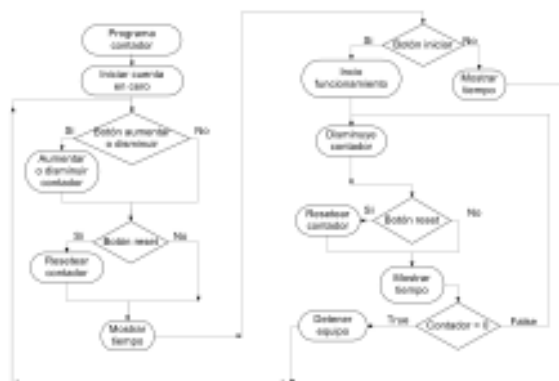 Programa
contador
Iniciar cuenta
en cero
Botón aumentar
o disminuir
Si
No
Aumentar
o disminuir
contador
Botón reset
Si
No
Resetear
contador
Mostrar
tiempo
Botón iniciar
Si
No
Inicio
funcionamiento
Mostrar
tiempo
Disminuye
contador
Botón reset
Si
No
Resetear
contador
Mostrar
tiempo
Contador = 0
True
False
Detener
equipo